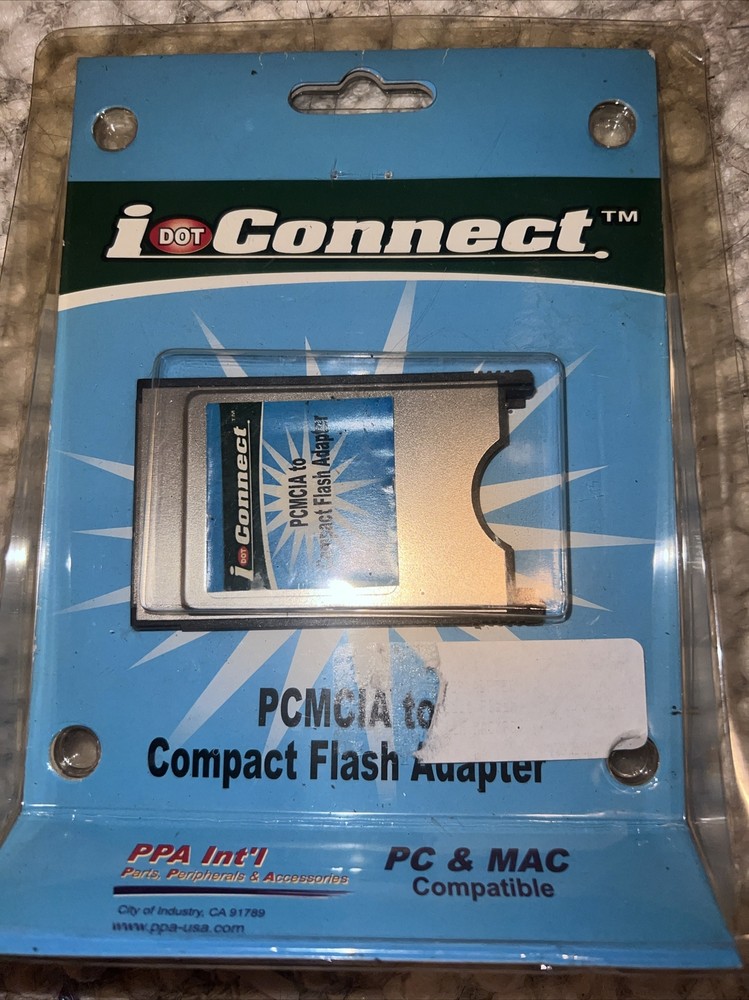 i DOT Connect™
i DOT Connect™
PCMCIA to
Compact Flash Adapter
PCMCIA to
Compact Flash Adapter
PPA Int'l
Parts, Peripherals & Accessories
City of Industry, CA 91789
www.ppa-usa.com
PC & MAC
Compatible